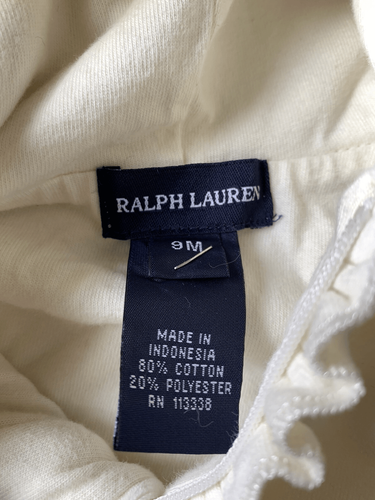 RALPH LAUREN
9M
MADE IN
INDONESIA
80% COTTON
20% POLYESTER
RN 113338